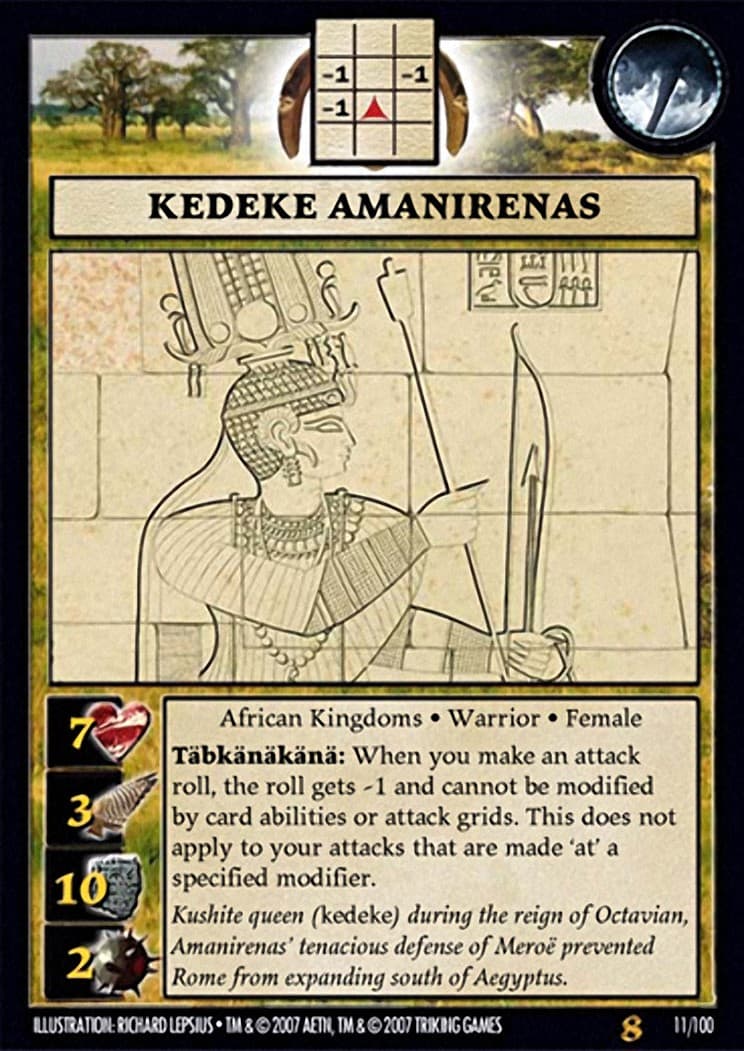 -1 -1
-1
KEDEKE AMANIRENAS
African Kingdoms • Warrior • Female
7
Täbkänäkänä: When you make an attack
roll, the roll gets -1 and cannot be modified
3
by card abilities or attack grids. This does not
apply to your attacks that are made ‘at’ a
10
specified modifier.
Kushite queen (kedeke) during the reign of Octavian,
Amanirenas’ tenacious defense of Meroë prevented
2
Rome from expanding south of Aegyptus.
ILLUSTRATION: RICHARD LEPSIUS • TM & © 2007 AETN, TM & © 2007 TRIKING GAMES 8 11/100